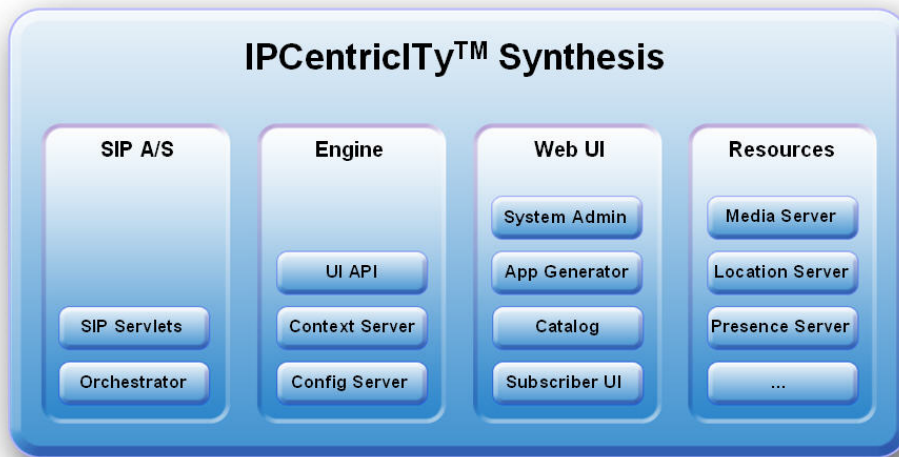 IPCentricITy™ Synthesis
SIP A/S
SIP Servlets
Orchestrator
Engine
UI API
Context Server
Config Server
Web UI
System Admin
App Generator
Catalog
Subscriber UI
Resources
Media Server
Location Server
Presence Server
...